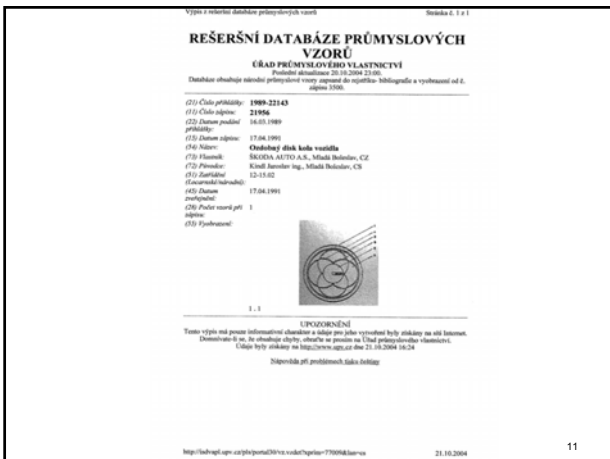 Výpis z rešeršní databáze průmyslových vzorů Stránka č. 1 z 1
REŠERŠNÍ DATABÁZE PRŮMYSLOVÝCH
VZORŮ
ÚŘAD PRŮMYSLOVÉHO VLASTNICTVÍ
Poslední aktualizace 20.10.2004 23:00.
Databáze obsahuje národní průmyslové vzory zapsané do rejstříku- bibliografie a vyobrazení od č.
zápisu 3500.
(21) Číslo přihlášky: 1989-22143
(11) Číslo zápisu: 21956
(22) Datum podání 16.03.1989
přihlášky:
(15) Datum zápisu: 17.04.1991
(54) Název: Ozdobný disk kola vozidla
(73) Vlastník: ŠKODA AUTO A.S., Mladá Boleslav, CZ
(72) Původce: Kindl Jaroslav ing., Mladá Boleslav, CS
(51) Zatřídění 12-15.02
(Locarnské/národní):
(45) Datum 17.04.1991
zveřejnění:
(28) Počet vzorů při 1
zápisu:
(55) Vyobrazení:
1 . 1
UPOZORNĚNÍ
Tento výpis má pouze informativní charakter a údaje pro jeho vytvoření byly získány na síti Internet.
Domníváte-li se, že obsahuje chyby, obraťte se prosím na Úřad průmyslového vlastnictví.
Údaje byly získány na http://www.upv.cz dne 21.10.2004 16:24
Nápověda při problémech tisku češtiny
21.10.2004
11